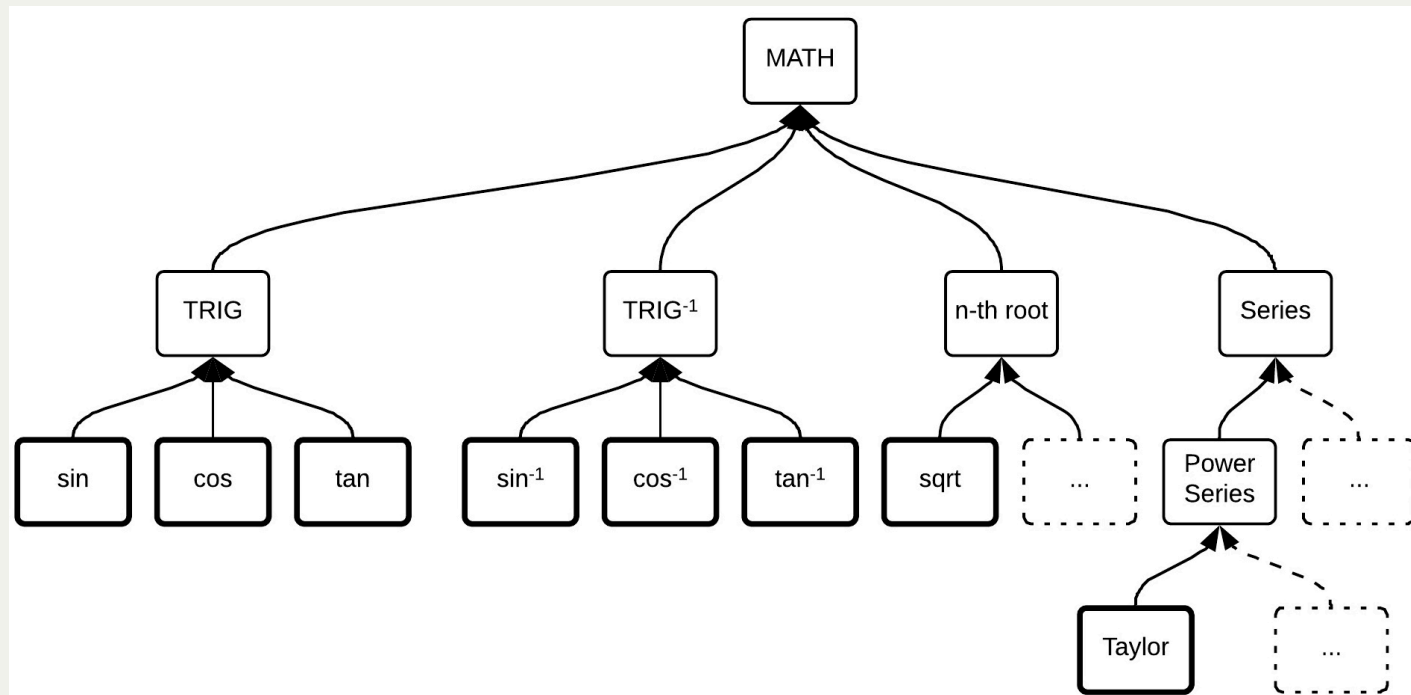 MATH
TRIG
TRIG-1
n-th root
Series
sin
cos
tan
sin-1
cos-1
tan-1
sqrt
...
Power
Series
...
Taylor
...